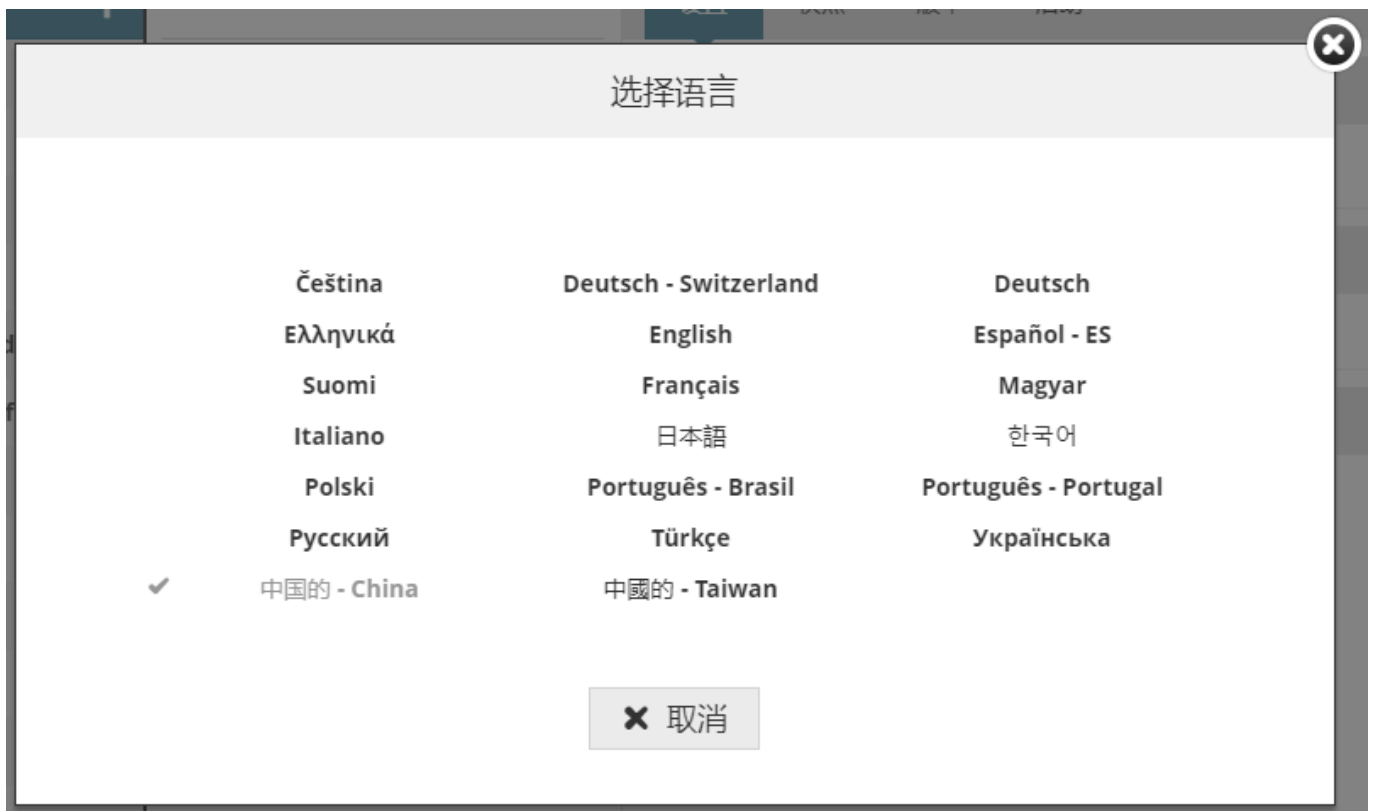 选择语言
Čeština Deutsch - Switzerland Deutsch
Ελληνικά English Español - ES
Suomi Français Magyar
Italiano 日本語 한국어
Polski Português - Brasil Português - Portugal
Русский Türkçe Українська
中国的 - China 中國的 - Taiwan
取消